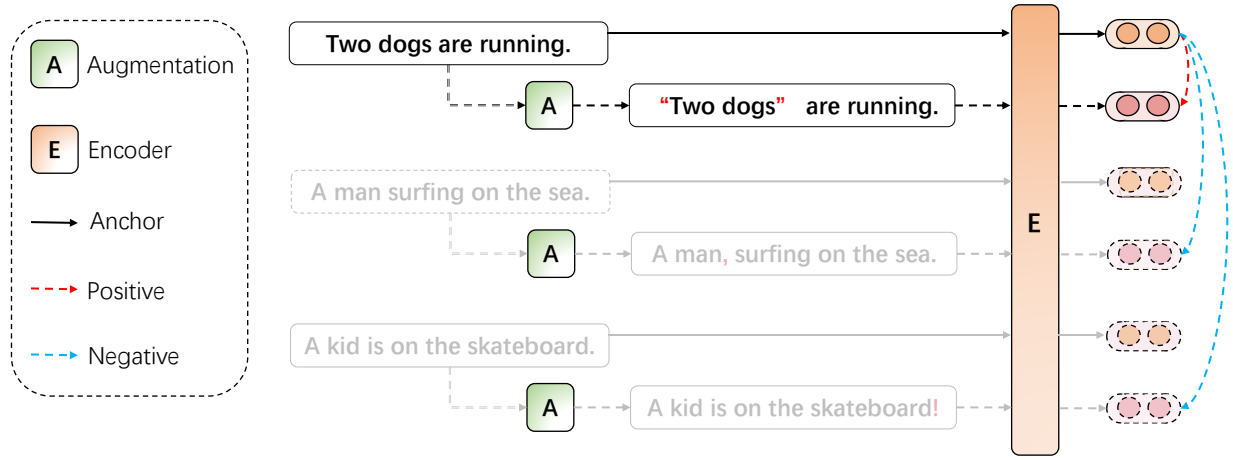 A Augmentation
E Encoder
Anchor
Positive
Negative
Two dogs are running.
A
“Two dogs” are running.
A man surfing on the sea.
A
A man, surfing on the sea.
A kid is on the skateboard.
A
A kid is on the skateboard!
E